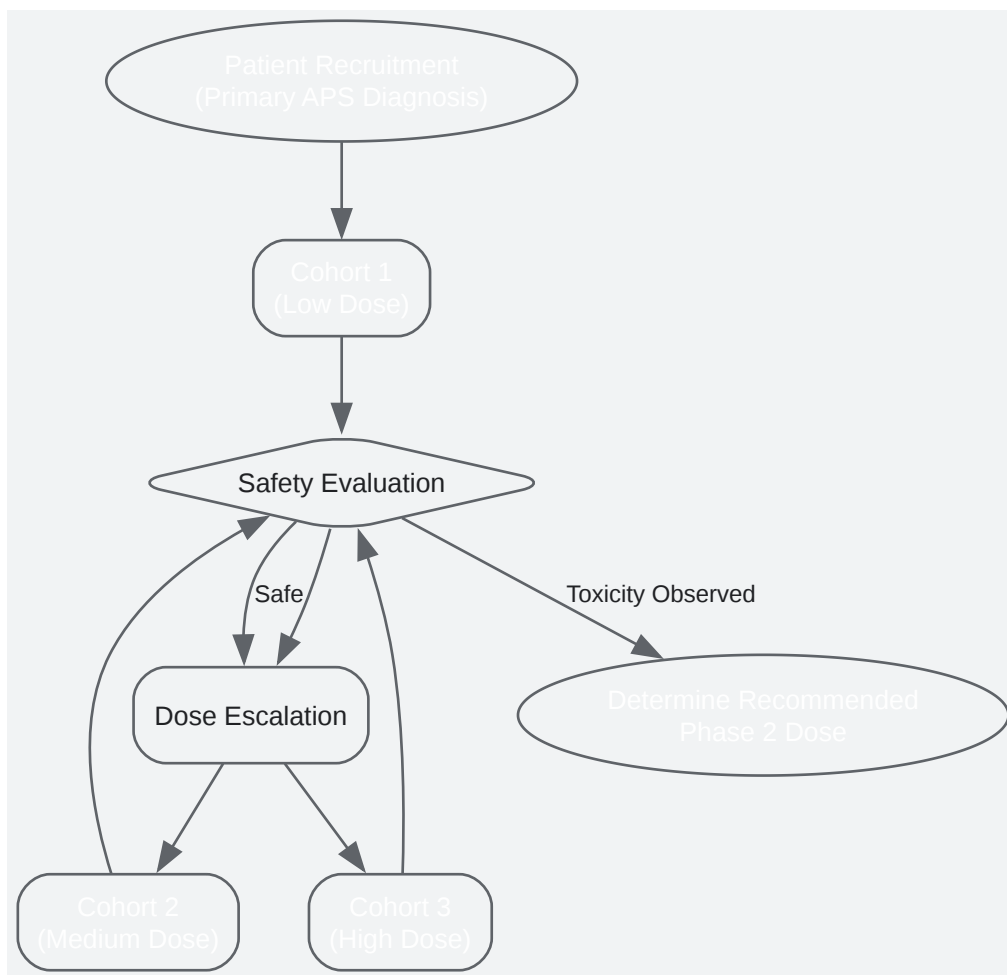 Patient Recruitment
(Primary APS Diagnosis)
Cohort 1
(Low Dose)
Safety Evaluation
Safe
Toxicity Observed
Dose Escalation
Determine Recommended
Phase 2 Dose
Cohort 2
(Medium Dose)
Cohort 3
(High Dose)